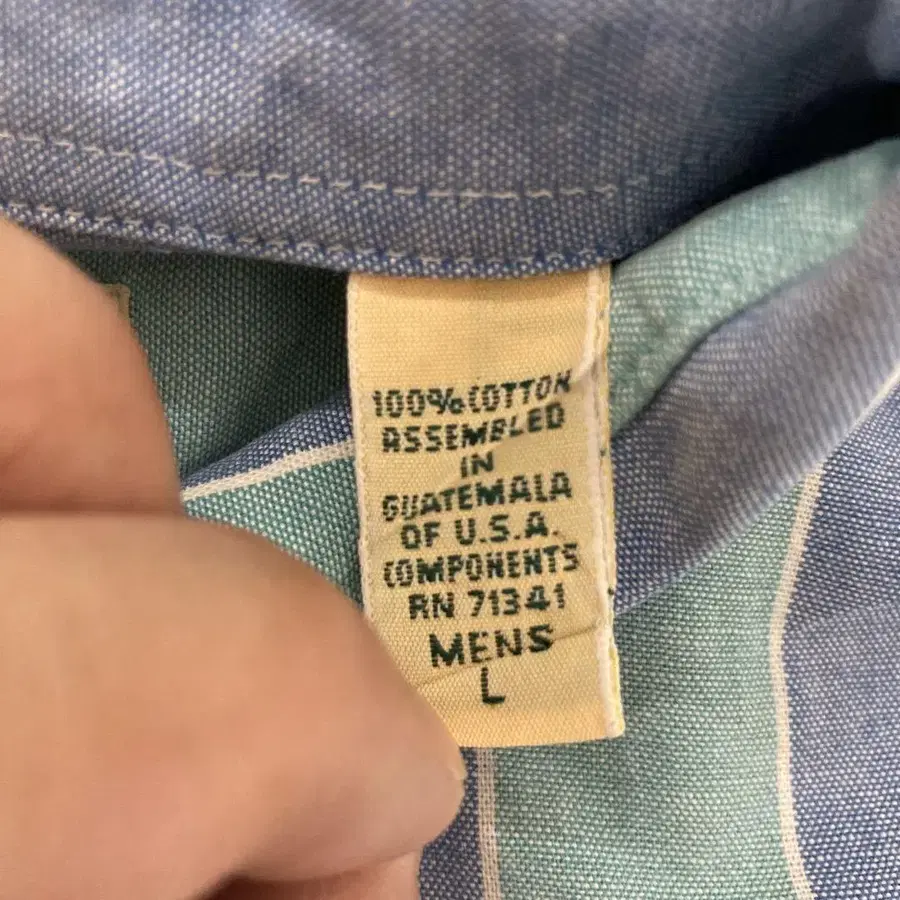 100% COTTON
ASSEMBLED
IN
GUATEMALA
OF U.S.A.
COMPONENTS
RN 71341
MENS
L